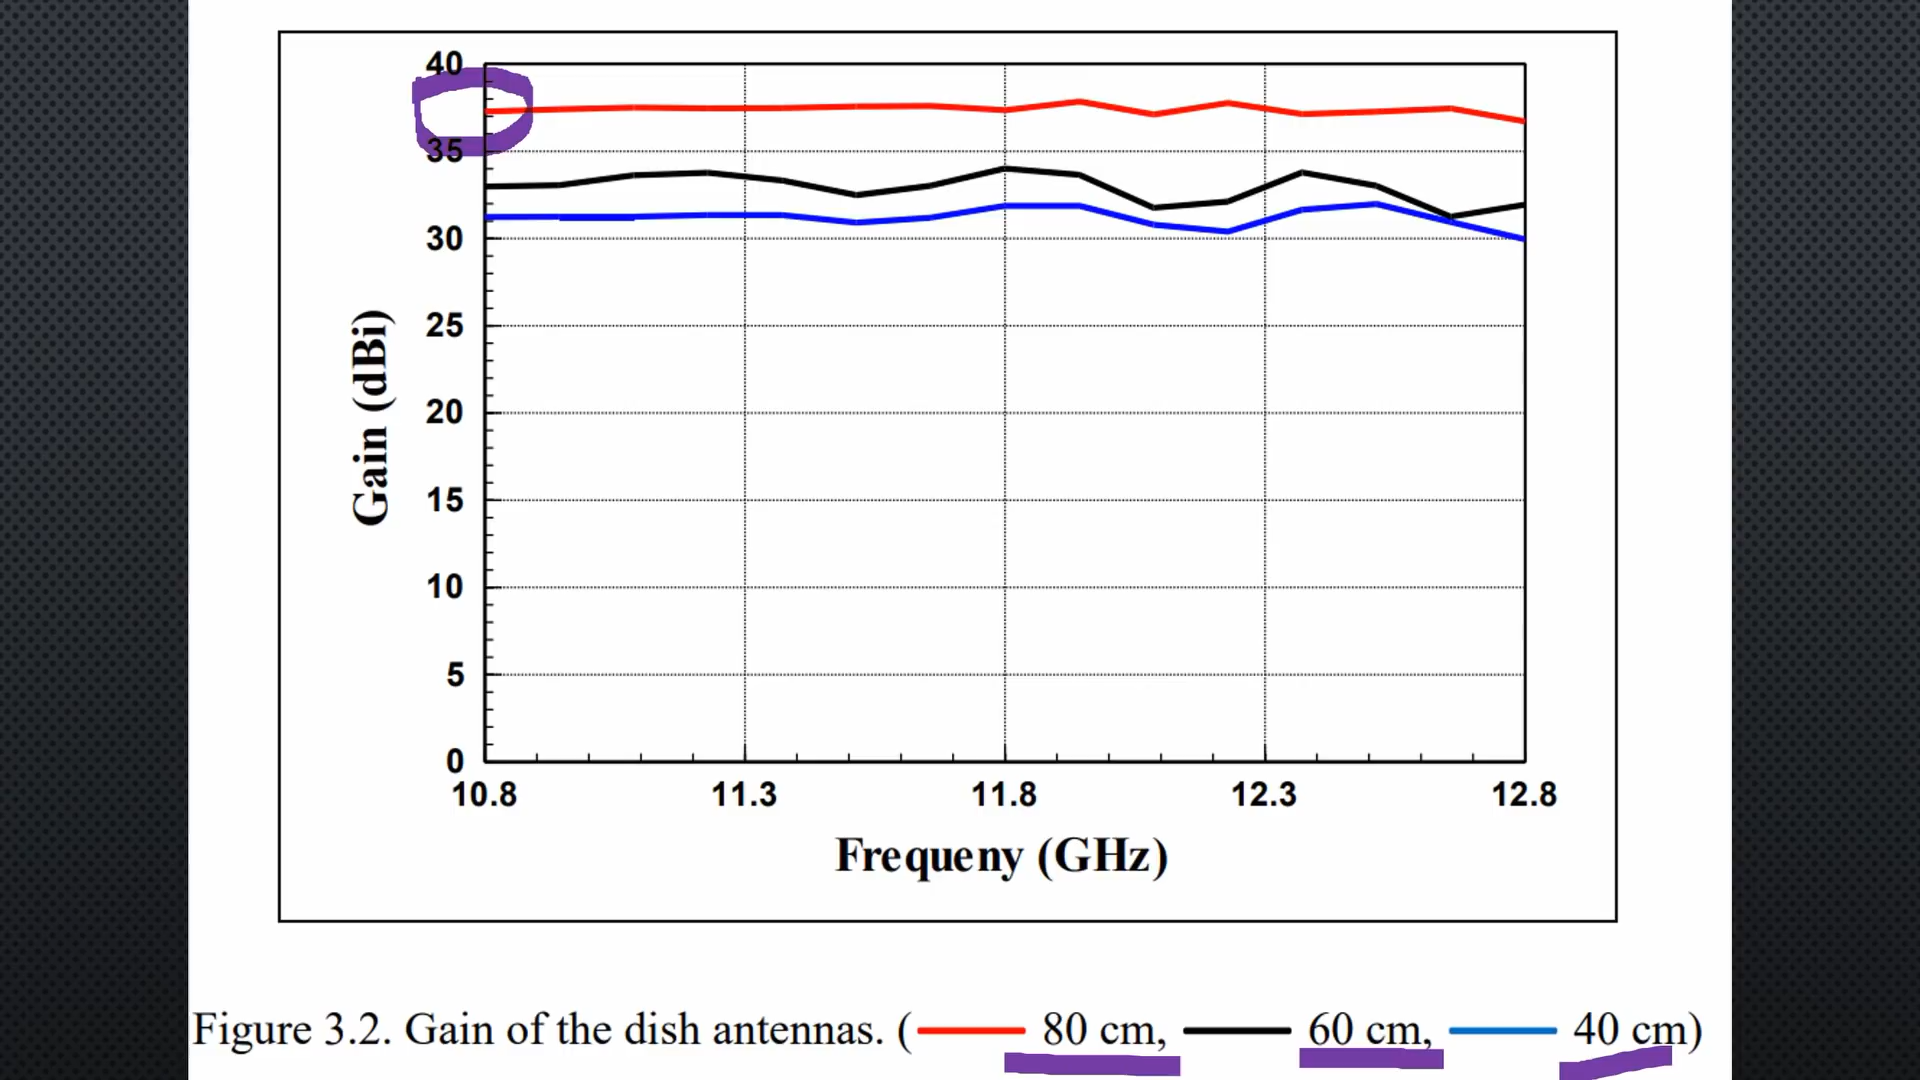 40
35
30
25
20
15
10
5
0
Gain (dBi)
10.8 11.3 11.8 12.3 12.8
Frequeny (GHz)
Figure 3.2. Gain of the dish antennas. ( 80 cm, 60 cm, 40 cm)